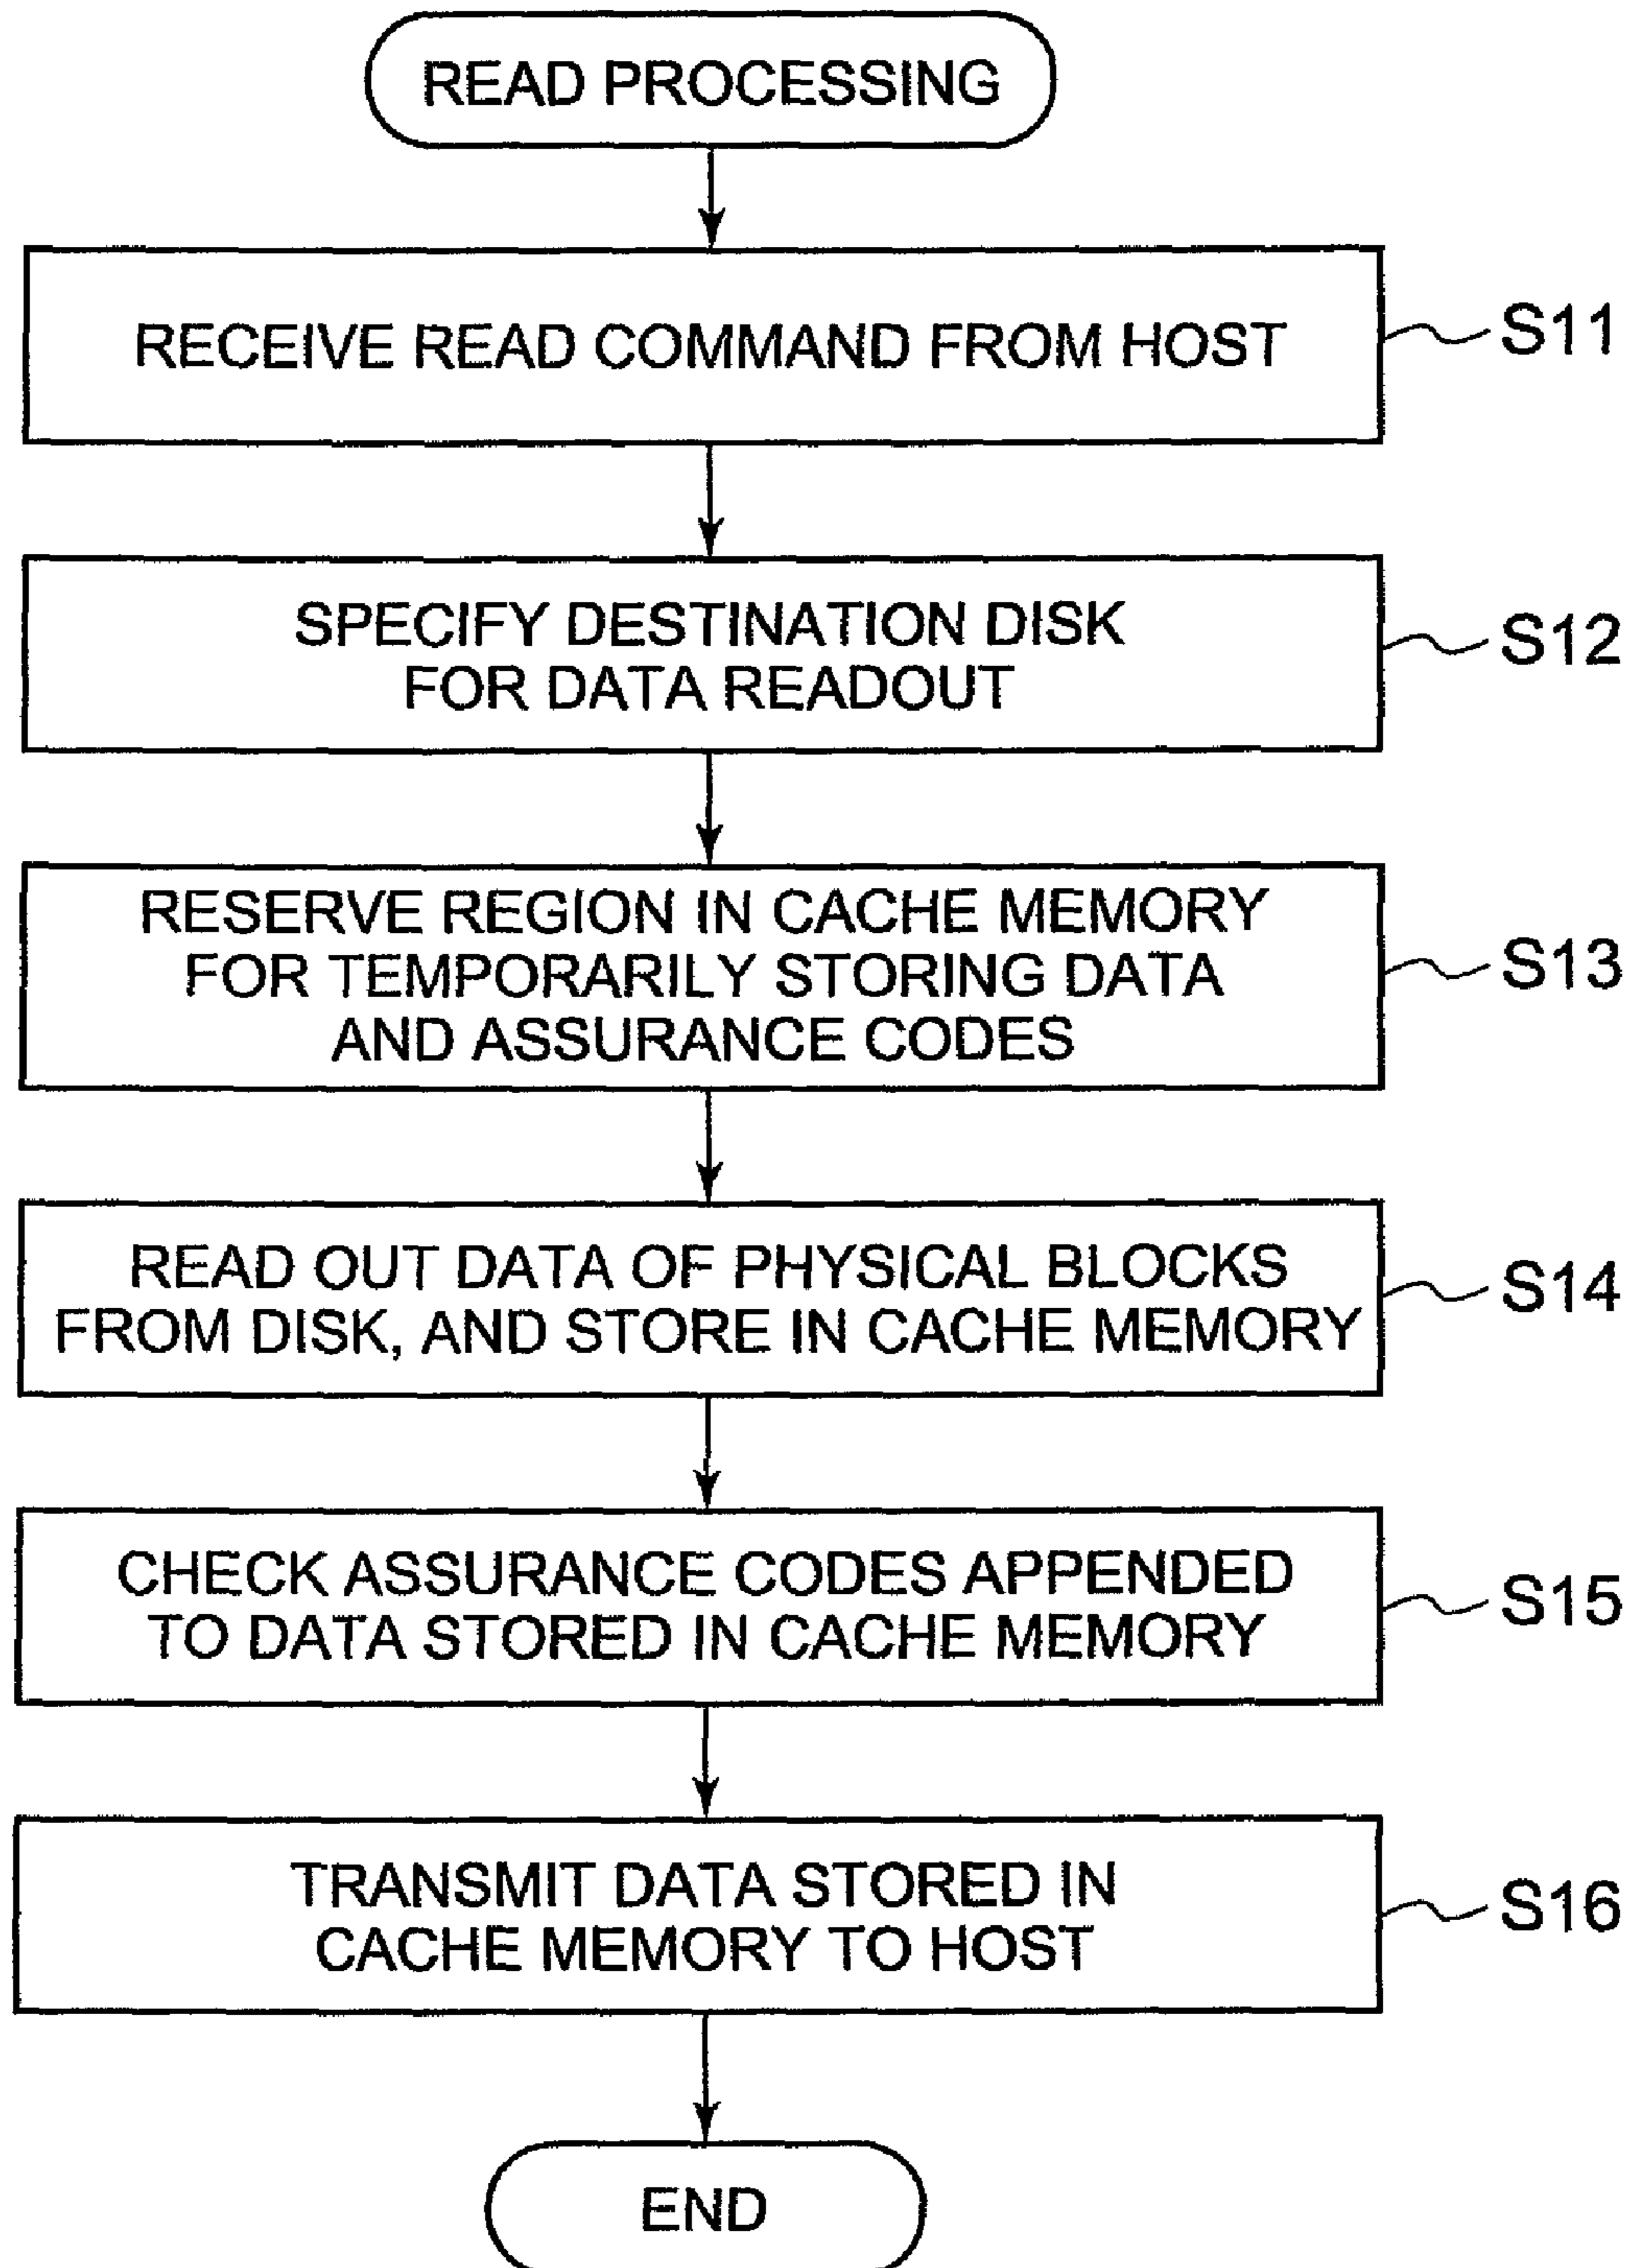 READ PROCESSING
RECEIVE READ COMMAND FROM HOST
S11
SPECIFY DESTINATION DISK
FOR DATA READOUT
S12
RESERVE REGION IN CACHE MEMORY
FOR TEMPORARILY STORING DATA
AND ASSURANCE CODES
S13
READ OUT DATA OF PHYSICAL BLOCKS
FROM DISK, AND STORE IN CACHE MEMORY
S14
CHECK ASSURANCE CODES APPENDED
TO DATA STORED IN CACHE MEMORY
S15
TRANSMIT DATA STORED IN
CACHE MEMORY TO HOST
S16
END